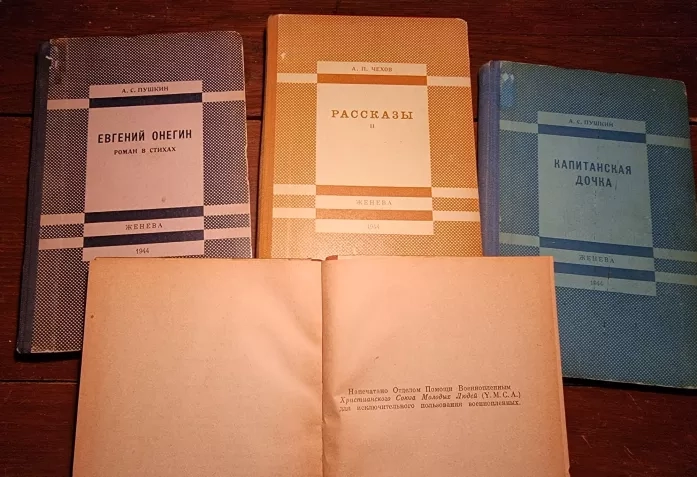 А. С. ПУШКИН
ЕВГЕНИЙ ОНЕГИН
РОМАН В СТИХАХ
ЖЕНЕВА
1944
А. П. ЧЕХОВ
РАССКАЗЫ
II
ЖЕНЕВА
1944
А. С. ПУШКИН
КАПИТАНСКАЯ
ДОЧКА
ЖЕНЕВА
1944
Напечатано Отделом Помощи Военнопленным
Христианского Союза Молодых Людей (Y.M.C.A.)
для исключительного пользования военнопленных.